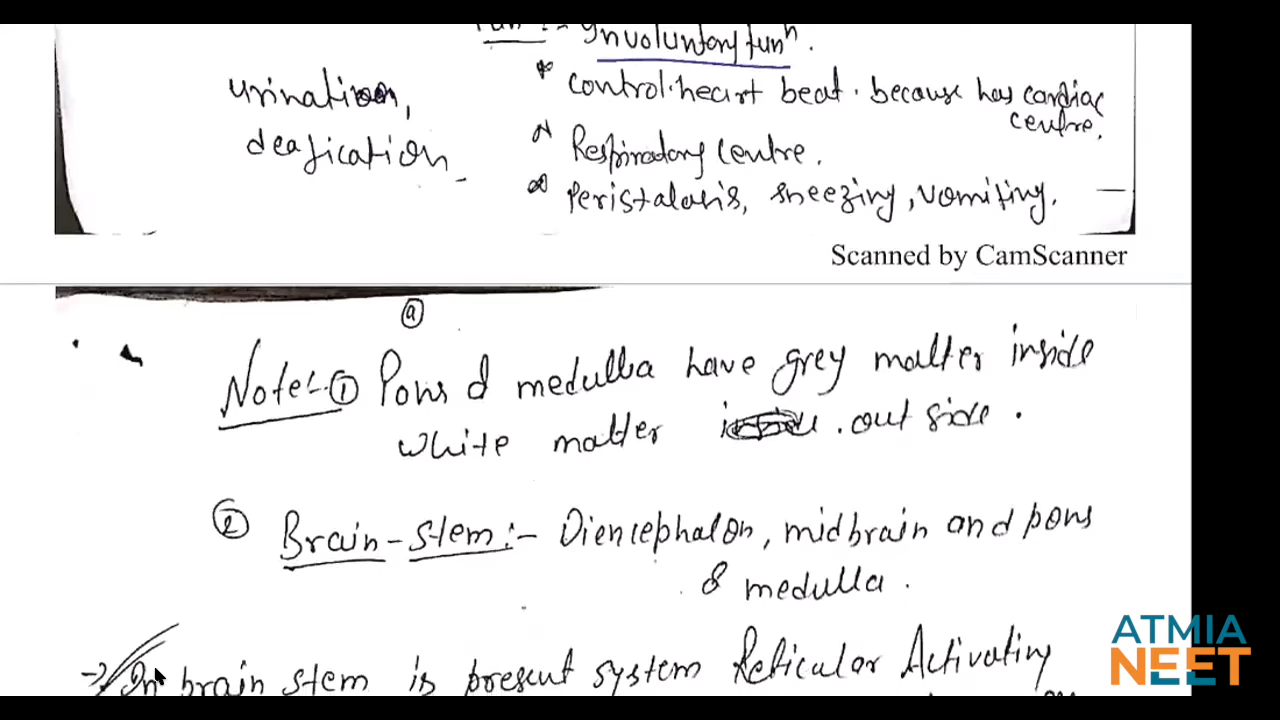 Involuntary funⁿ.
urination,
control heart beat. because has cardiac
centre.
deafication
Respiratory centre.
Peristalasis, sneezing, vomiting.
Scanned by CamScanner
a
Note:- 1 Pons & medulla have grey matter inside
white matter . out side .
2 Brain-stem :- Diencephalon, midbrain and pons
& medulla .
→ In brain stem is present system Reticular Activating
ATMIA
NEET